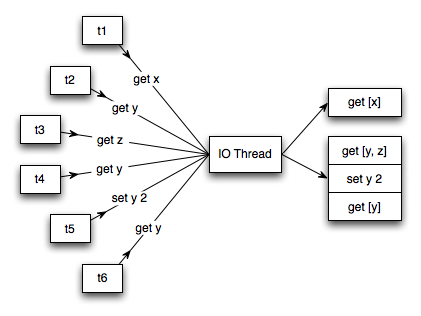 t1
get x
t2
get y
t3
get z
t4
get y
t5
set y 2
t6
get y
IO Thread
get [x]
get [y, z]
set y 2
get [y]